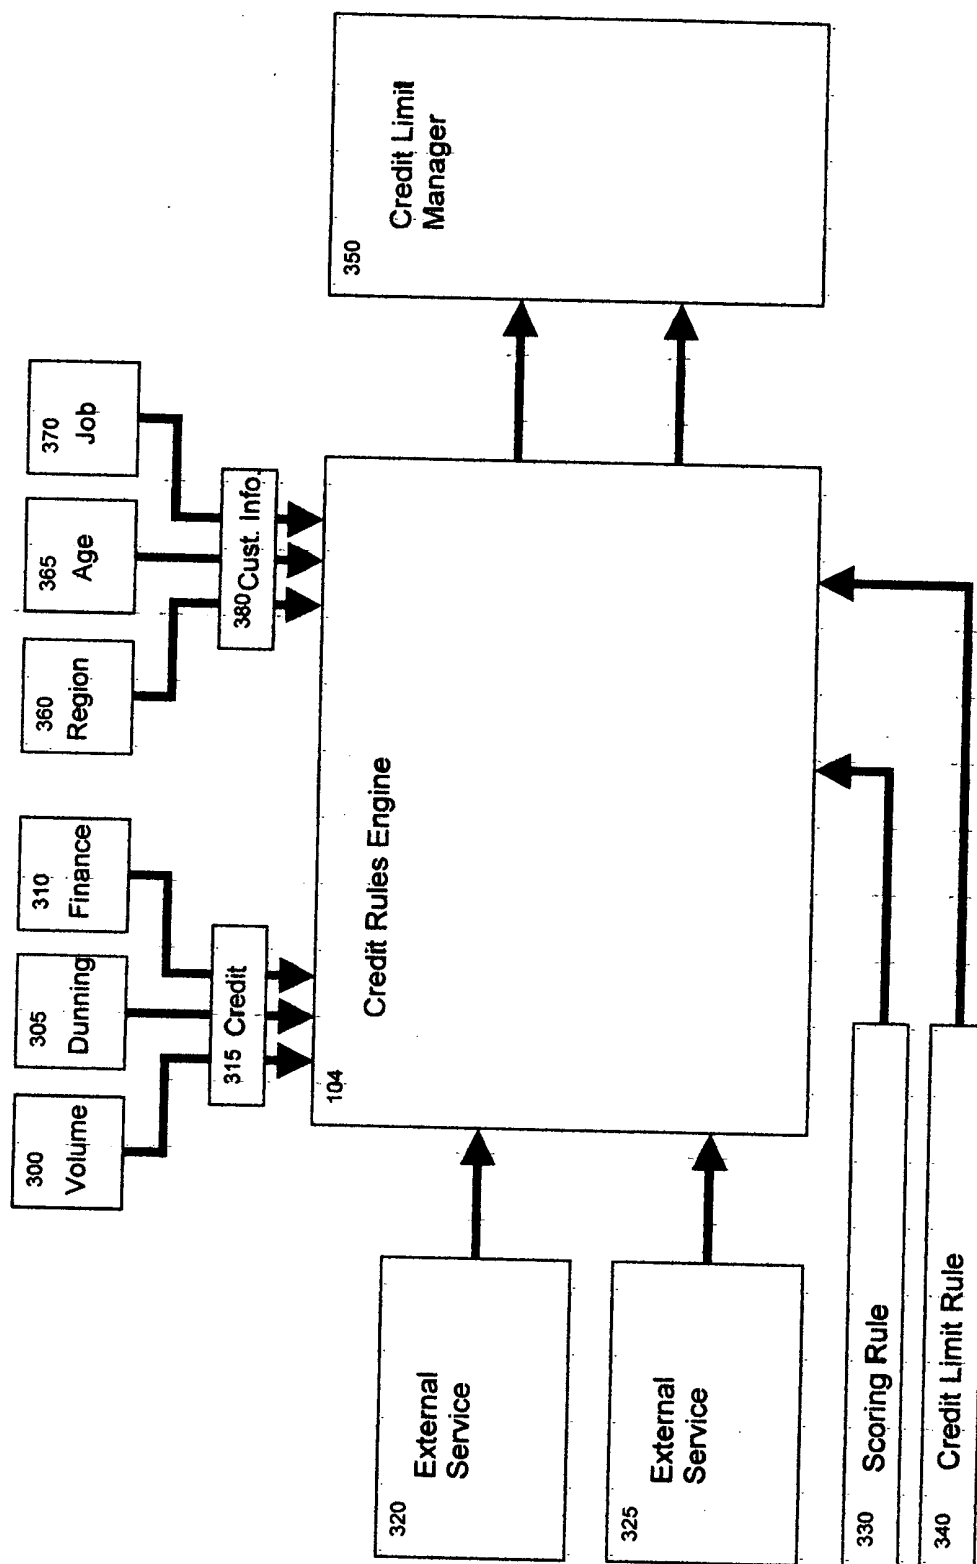 300
Volume
305
Dunning
310
Finance
360
Region
365
Age
370
Job
315 Credit
380 Cust. Info.
104
Credit Rules Engine
350
Credit Limit
Manager
320
External
Service
325
External
Service
330 Scoring Rule
340 Credit Limit Rule